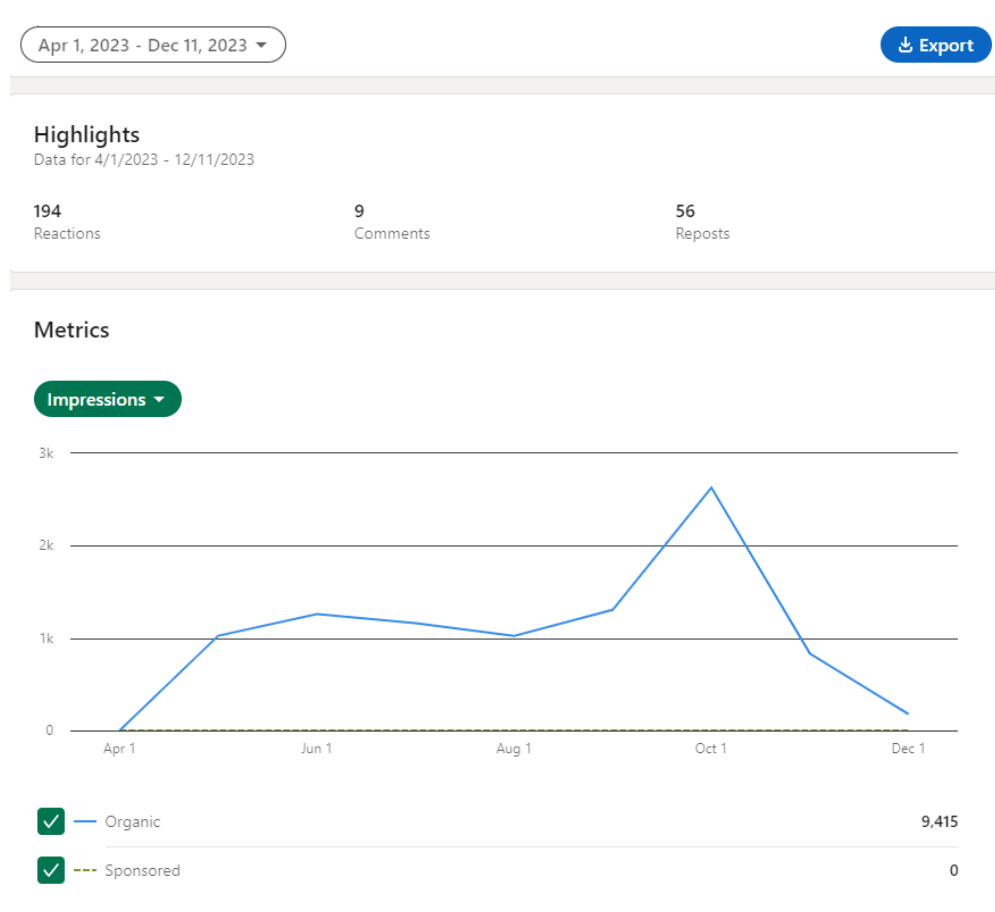 Apr 1, 2023 - Dec 11, 2023
Export
Highlights
Data for 4/1/2023 - 12/11/2023
194 9 56
Reactions Comments Reposts
Metrics
Impressions
3k
2k
1k
0
Apr 1 Jun 1 Aug 1 Oct 1 Dec 1
Organic 9,415
Sponsored 0